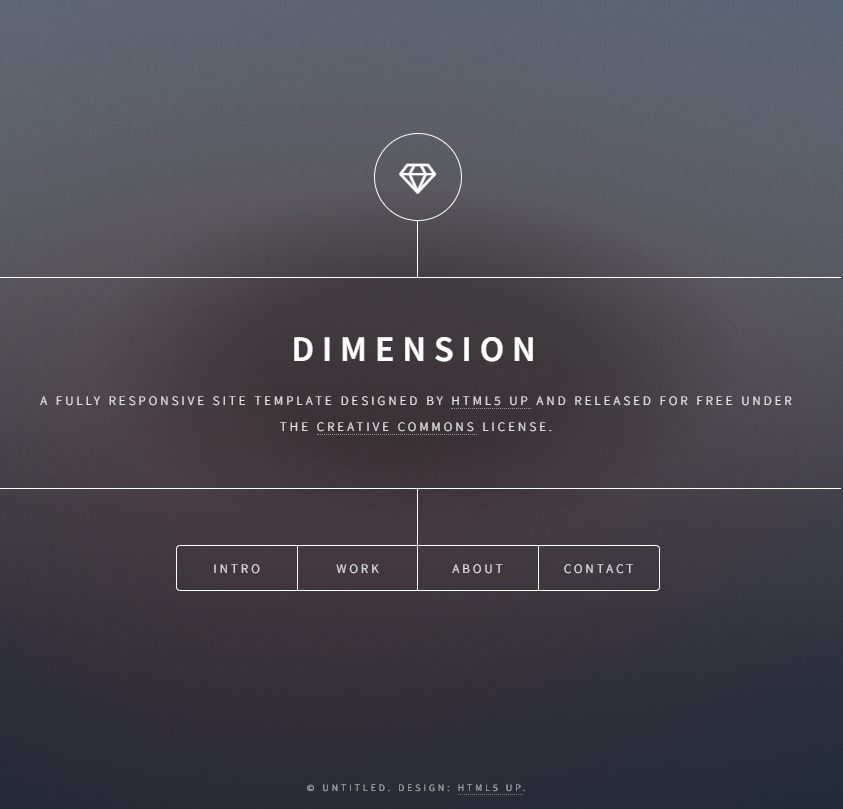 DIMENSION
A FULLY RESPONSIVE SITE TEMPLATE DESIGNED BY HTML5 UP AND RELEASED FOR FREE UNDER
THE CREATIVE COMMONS LICENSE.
INTRO WORK ABOUT CONTACT
© UNTITLED. DESIGN: HTML5 UP.